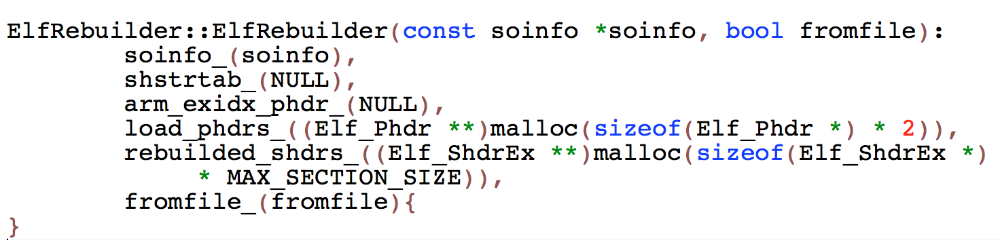 ElfRebuilder::ElfRebuilder(const soinfo *soinfo, bool fromfile):
soinfo_(soinfo),
shstrtab_(NULL),
arm_exidx_phdr_(NULL),
load_phdrs_((Elf_Phdr **)malloc(sizeof(Elf_Phdr *) * 2)),
rebuilded_shdrs_((Elf_ShdrEx **)malloc(sizeof(Elf_ShdrEx *)
* MAX_SECTION_SIZE)),
fromfile_(fromfile){
}